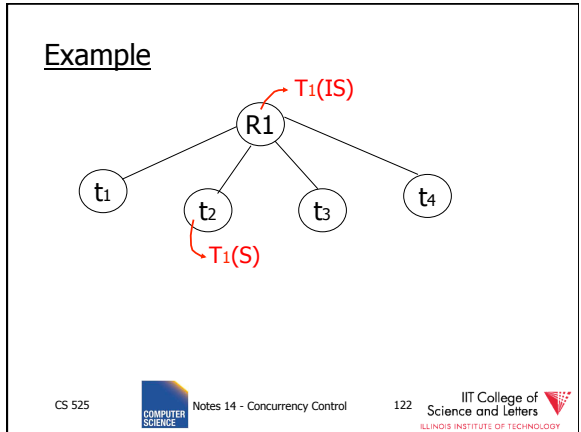 Example
T1(IS)
R1
t1
t2
t3
t4
T1(S)
CS 525
COMPUTER
SCIENCE
Notes 14 - Concurrency Control
122
IIT College of
Science and Letters
ILLINOIS INSTITUTE OF TECHNOLOGY